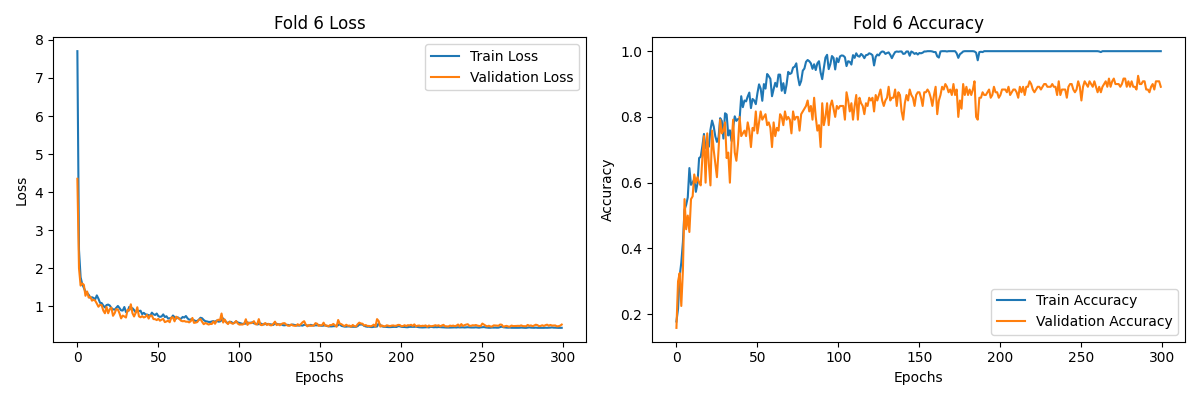 Fold 6 Loss
8
7
6
5
4
3
2
1
Loss
0
50
100
150
200
250
300
Epochs
Train Loss
Validation Loss
Fold 6 Accuracy
1.0
0.8
0.6
0.4
0.2
Accuracy
0
50
100
150
200
250
300
Epochs
Train Accuracy
Validation Accuracy